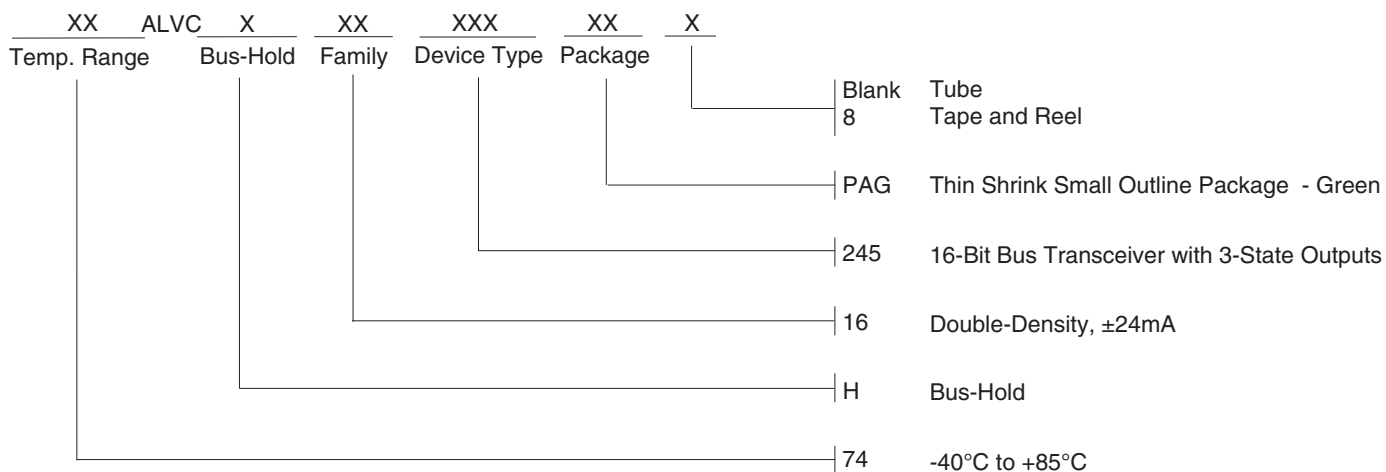 XX ALVC X XX XXX XX X
Temp. Range Bus-Hold Family Device Type Package
Blank Tube
8 Tape and Reel
PAG Thin Shrink Small Outline Package - Green
245 16-Bit Bus Transceiver with 3-State Outputs
16 Double-Density, ±24mA
H Bus-Hold
74 -40°C to +85°C